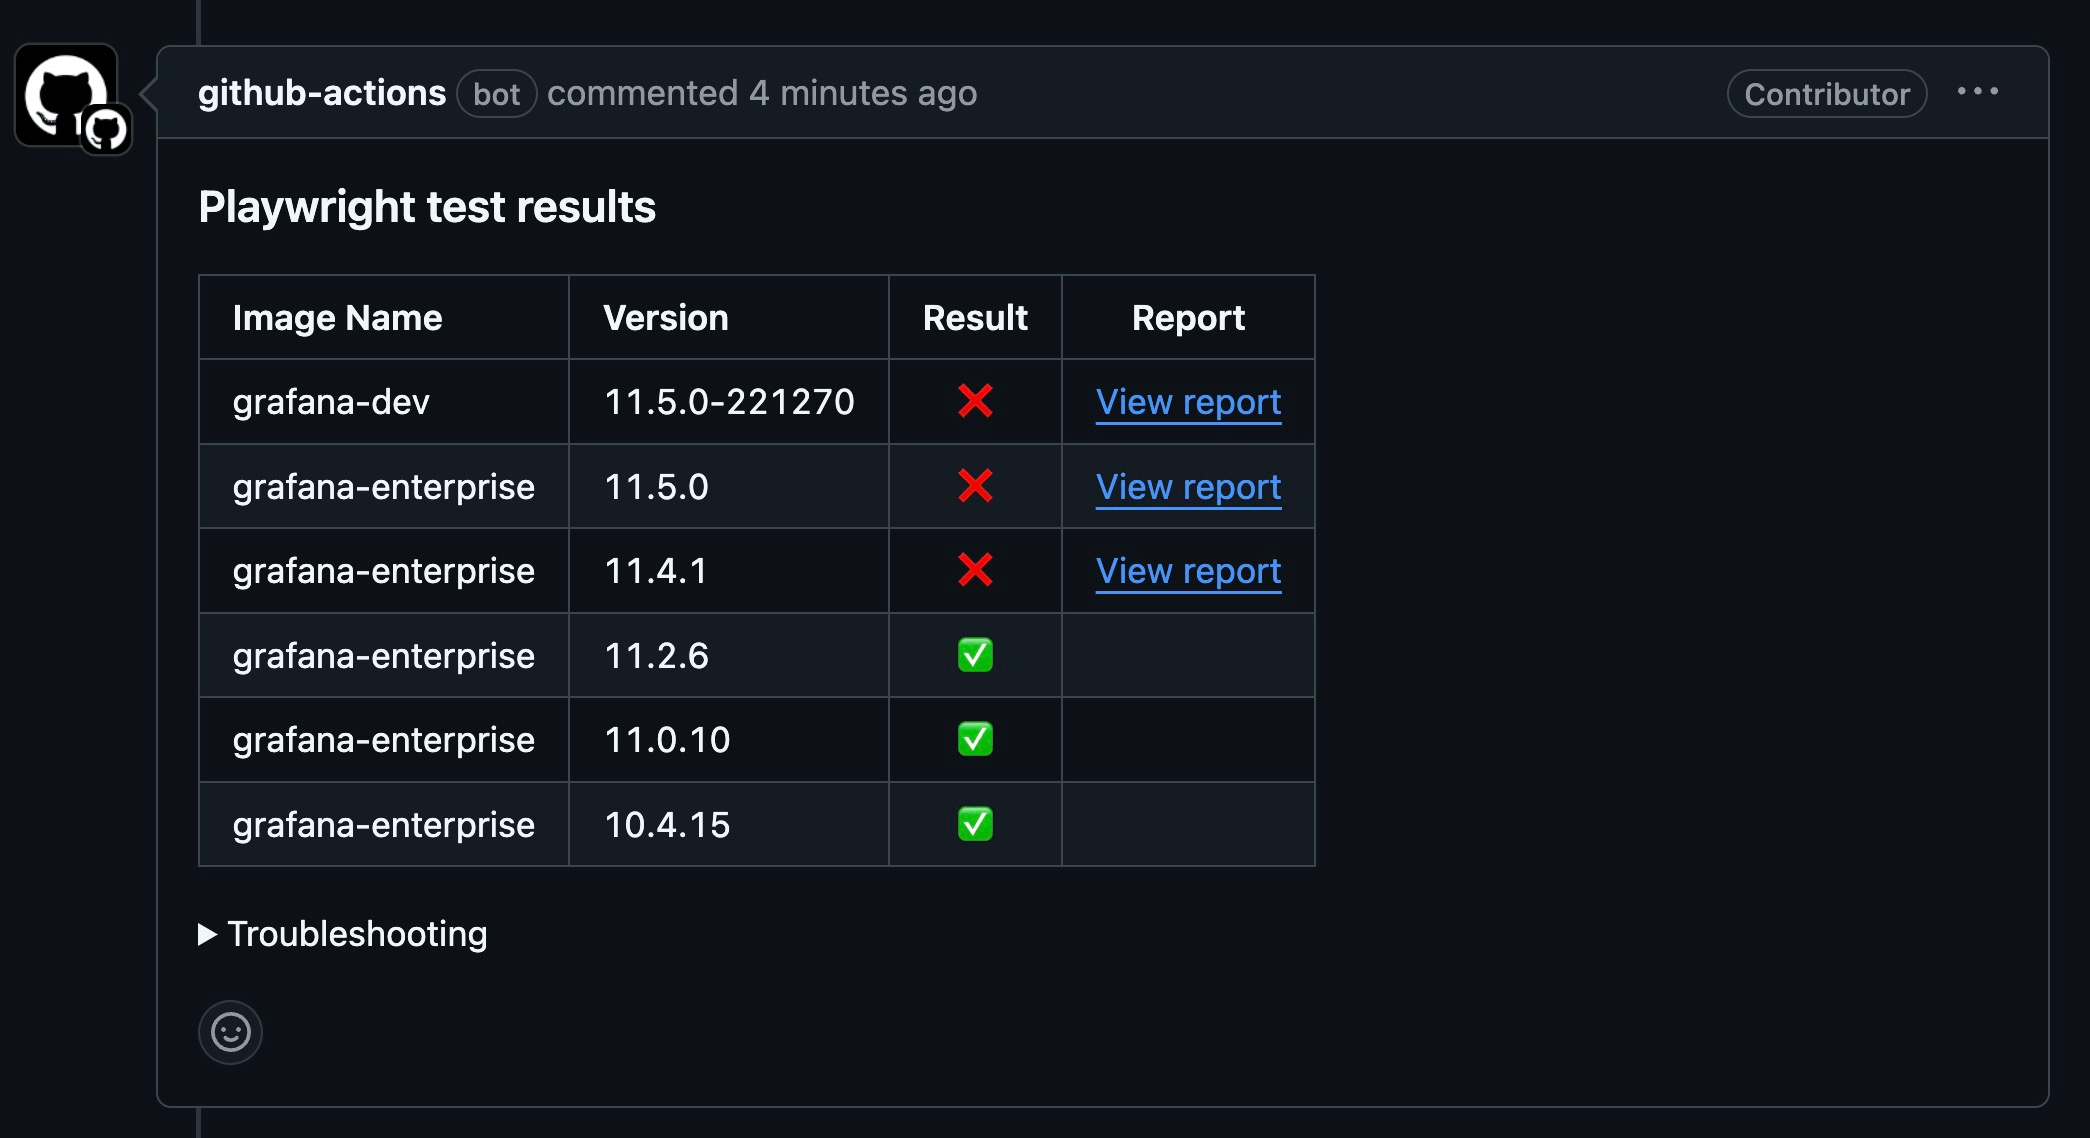 github-actions bot commented 4 minutes ago Contributor
Playwright test results
Image Name Version Result Report
grafana-dev 11.5.0-221270 ❌ View report
grafana-enterprise 11.5.0 ❌ View report
grafana-enterprise 11.4.1 ❌ View report
grafana-enterprise 11.2.6 ✅
grafana-enterprise 11.0.10 ✅
grafana-enterprise 10.4.15 ✅
Troubleshooting